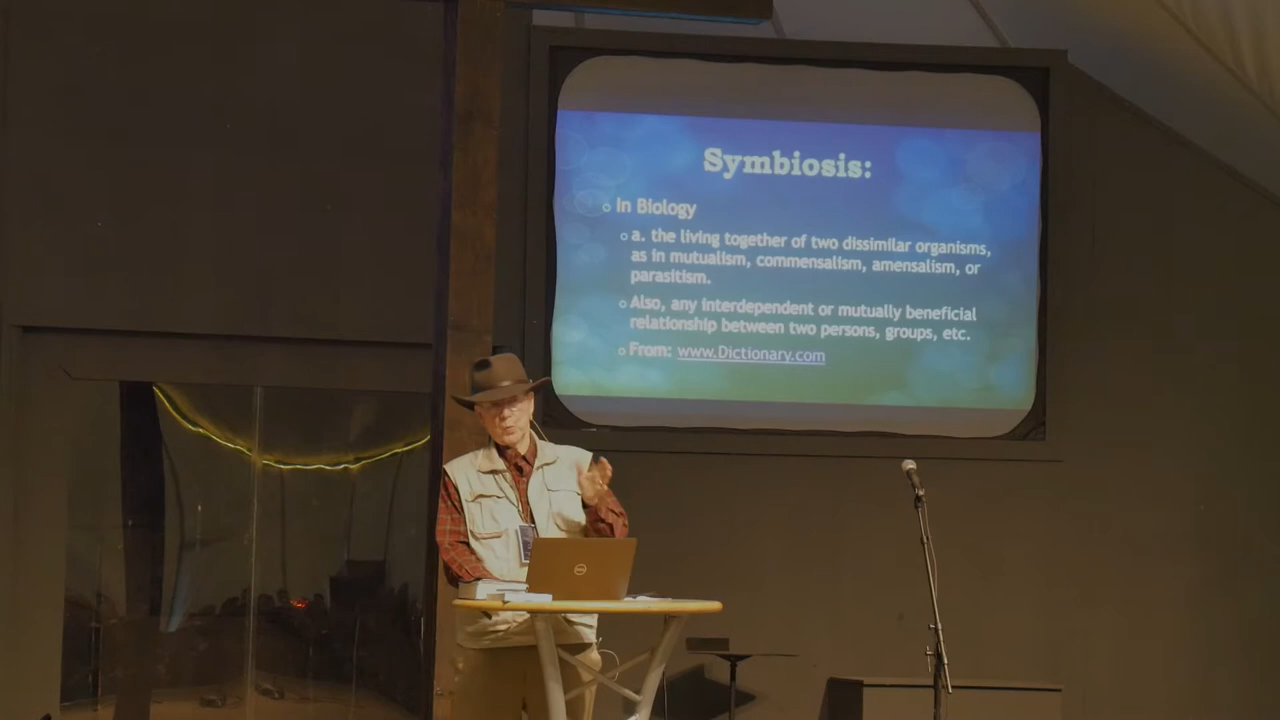 Symbiosis:
In Biology
a. the living together of two dissimilar organisms,
as in mutualism, commensalism, amensalism, or
parasitism.
Also, any interdependent or mutually beneficial
relationship between two persons, groups, etc.
From: www.Dictionary.com
DELL